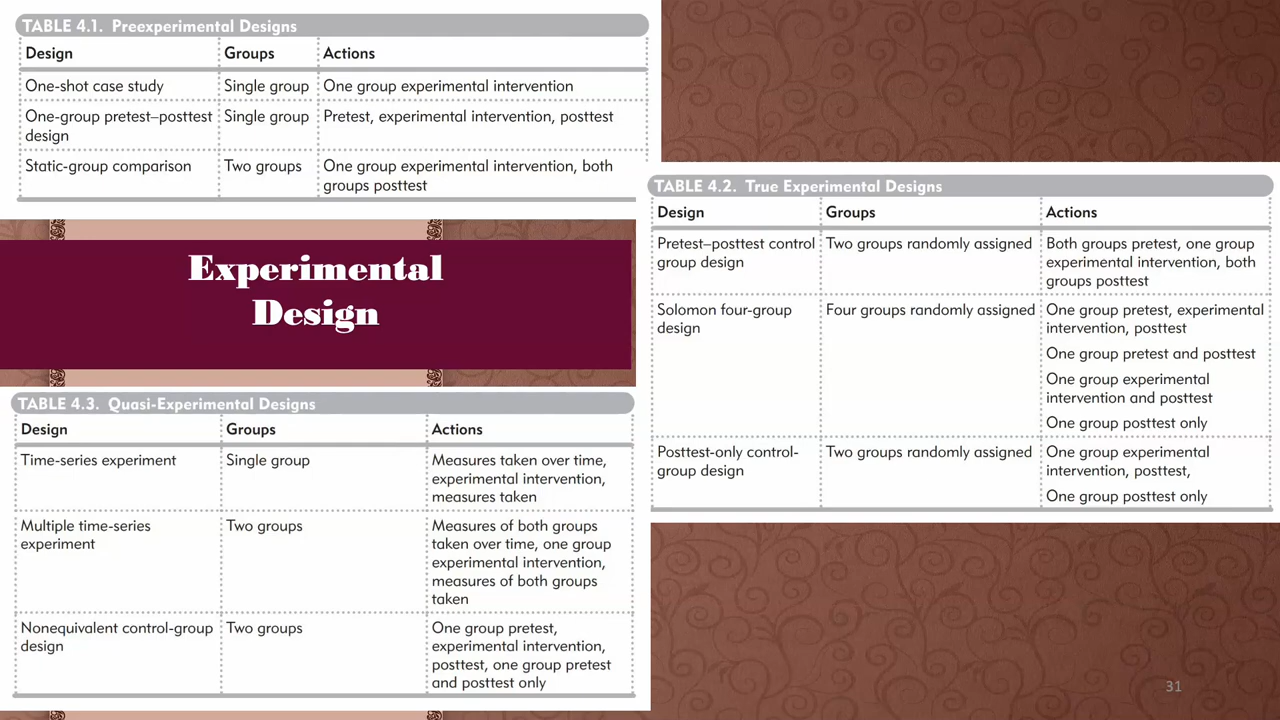 TABLE 4.1. Preexperimental Designs
Design Groups Actions
One-shot case study Single group One group experimental intervention
One-group pretest–posttest Single group Pretest, experimental intervention, posttest
design
Static-group comparison Two groups One group experimental intervention, both
groups posttest
Experimental
Design
TABLE 4.2. True Experimental Designs
Design Groups Actions
Pretest–posttest control Two groups randomly assigned Both groups pretest, one group
group design experimental intervention, both
groups posttest
Solomon four-group Four groups randomly assigned One group pretest, experimental
design intervention, posttest
One group pretest and posttest
One group experimental
intervention and posttest
One group posttest only
Posttest-only control- Two groups randomly assigned One group experimental
group design intervention, posttest,
One group posttest only
TABLE 4.3. Quasi-Experimental Designs
Design Groups Actions
Time-series experiment Single group Measures taken over time,
experimental intervention,
measures taken
Multiple time-series Two groups Measures of both groups
experiment taken over time, one group
experimental intervention,
measures of both groups
taken
Nonequivalent control-group Two groups One group pretest,
design experimental intervention,
posttest, one group pretest
and posttest only
31